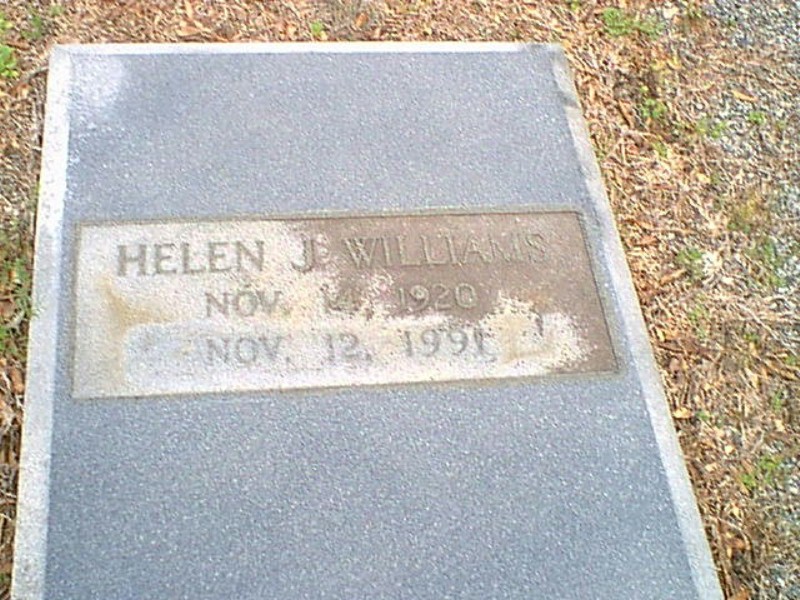 HELEN J. WILLIAMS
NOV. 14, 1920
NOV. 12, 1991